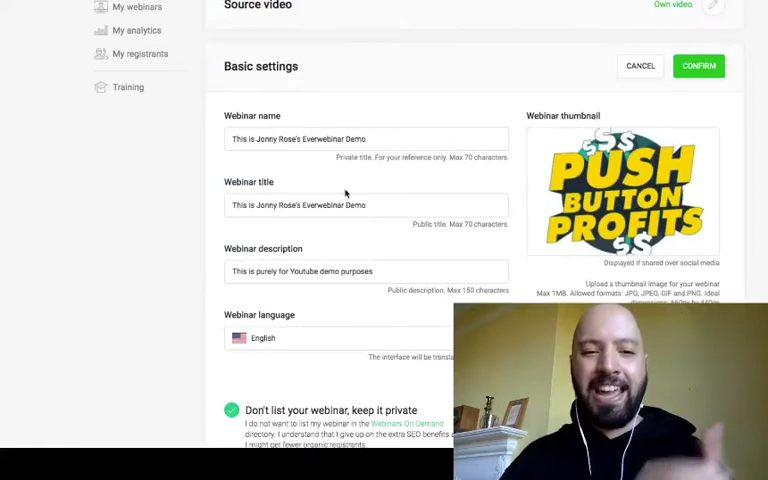 My webinars
My analytics
My registrants
Training
Source video
Own video
Basic settings
CANCEL
CONFIRM
Webinar name
This is Jonny Rose's Everwebinar Demo
Private title. For your reference only. Max 70 characters.
Webinar title
This is Jonny Rose's Everwebinar Demo
Public title. Max 70 characters.
Webinar description
This is purely for Youtube demo purposes
Public description. Max 150 characters
Webinar language
English
The interface will be
Don't list your webinar, keep it private
I do not want to list my webinar in the Webinars On Demand
directory. I understand that I give up on the extra SEO benefits
I might get fewer organic registrants.
Webinar thumbnail
$$$
PUSH
BUTTON
PROFITS
$$
Displayed if shared over social media
Upload a thumbnail image for your webinar
Max 1MB. Allowed formats: JPG, JPEG, GIF and PNG. Ideal